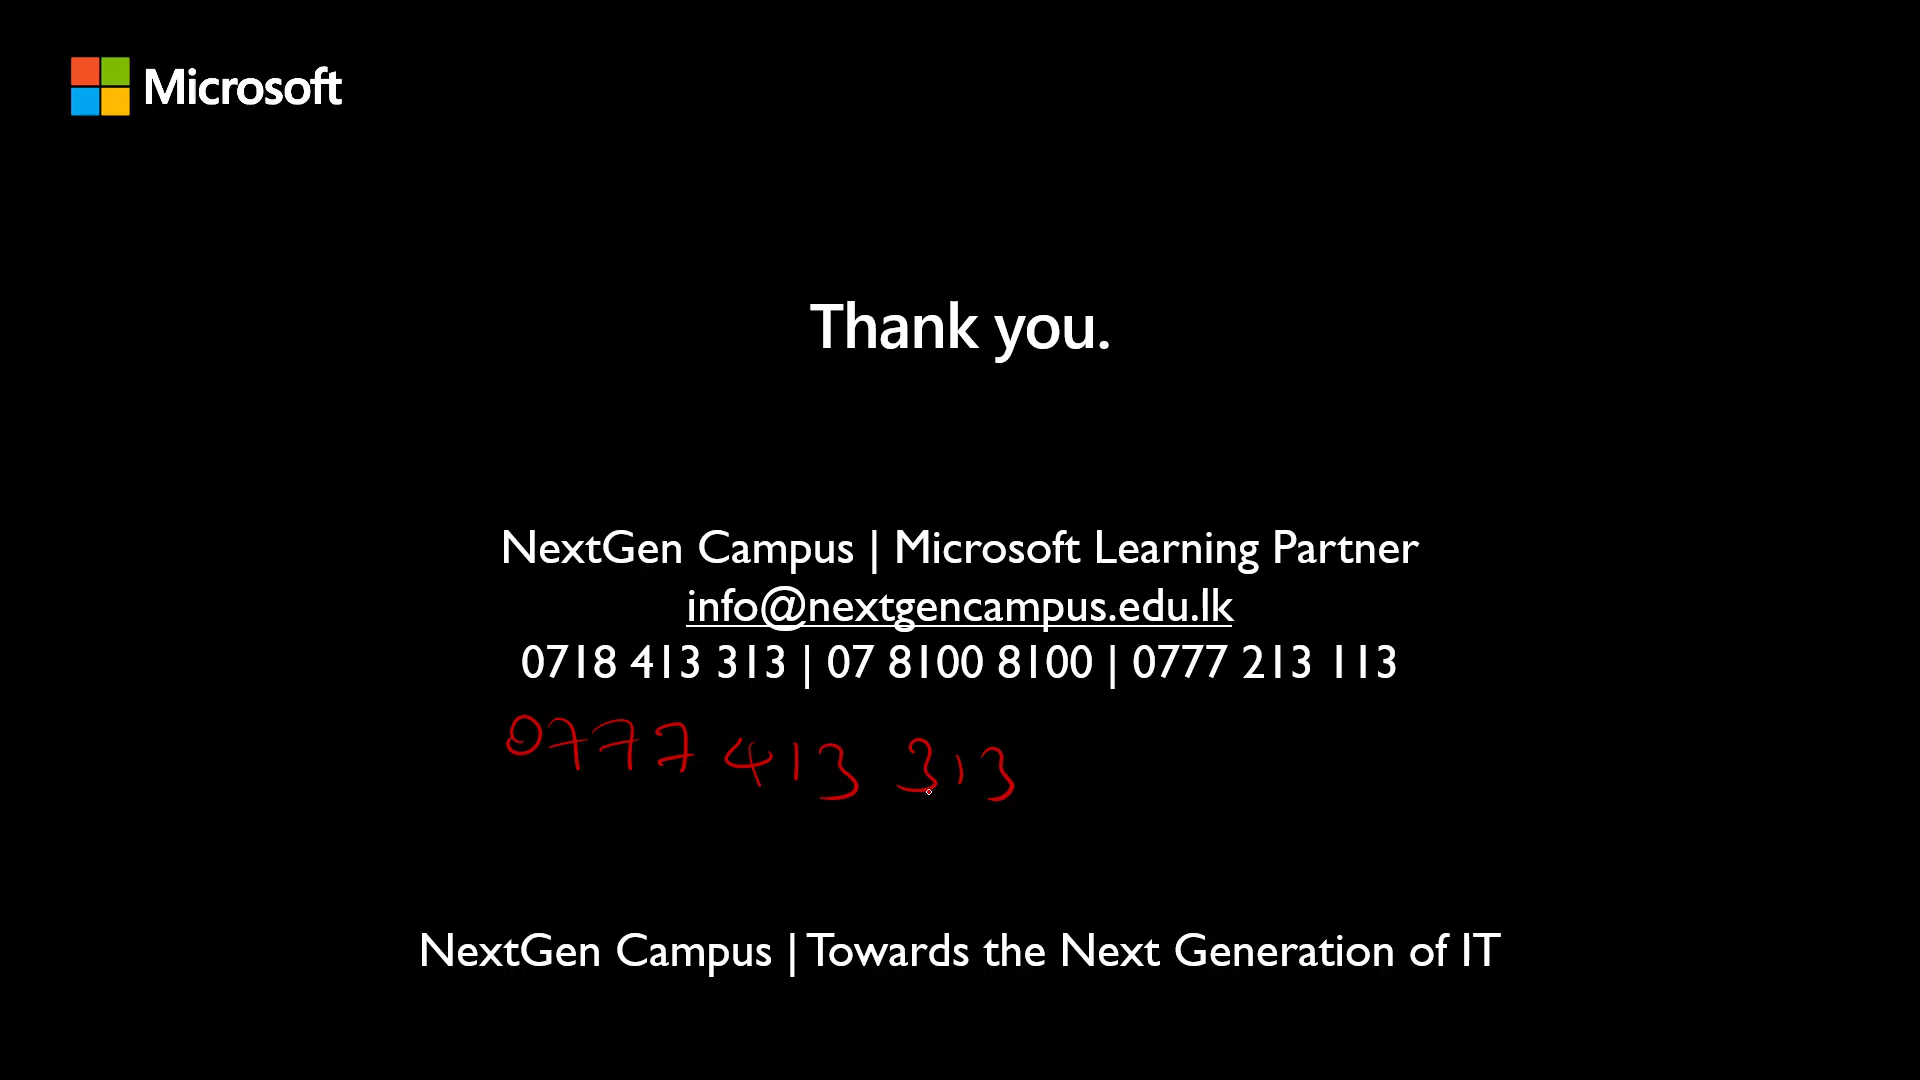 Microsoft
Thank you.
NextGen Campus | Microsoft Learning Partner
info@nextgencampus.edu.lk
0718 413 313 | 07 8100 8100 | 0777 213 113
0777 413 313
NextGen Campus | Towards the Next Generation of IT